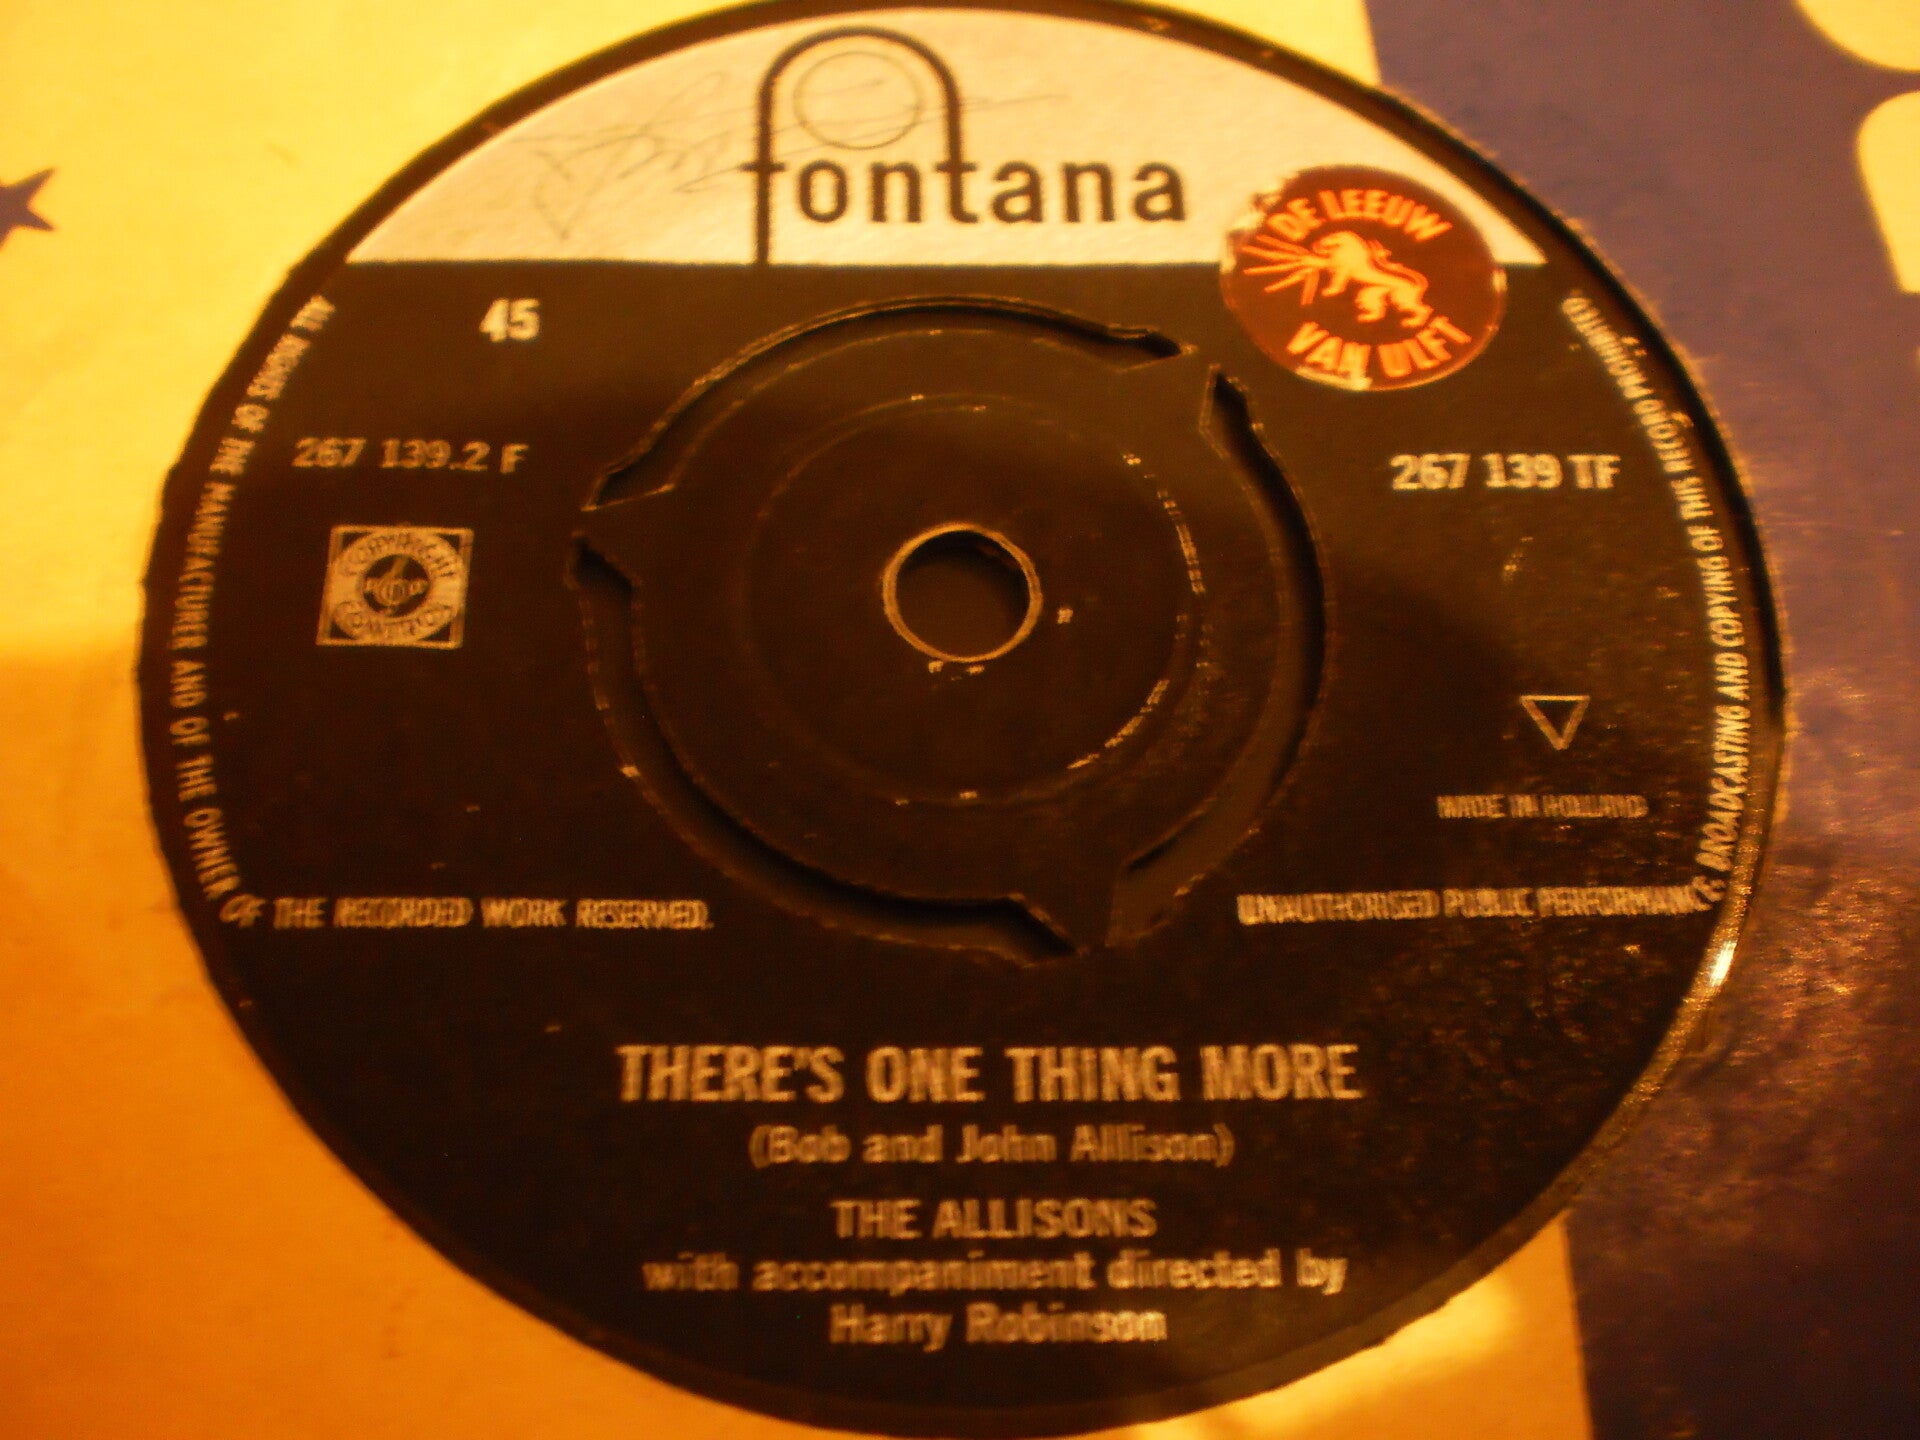 fontana
DE LEEUW
VAN ULFT
45
267 139.2 F
267 139 TF
COPYRIGHT
MADE IN HOLLAND
ALL RIGHTS OF THE MANUFACTURER AND OF THE OWNER OF THE RECORDED WORK RESERVED.
UNAUTHORISED PUBLIC PERFORMANCE, BROADCASTING AND COPYING OF THIS RECORD PROHIBITED
THERE'S ONE THING MORE
(Bob and John Allison)
THE ALLISONS
with accompaniment directed by
Harry Robinson